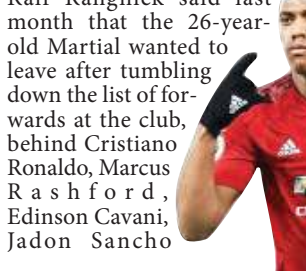 Ralf Rangnick said last
month that the 26-year-
old Martial wanted to
leave after tumbling
down the list of for-
wards at the club,
behind Cristiano
Ronaldo, Marcus
Rashford,
Edinson Cavani,
Jadon Sancho